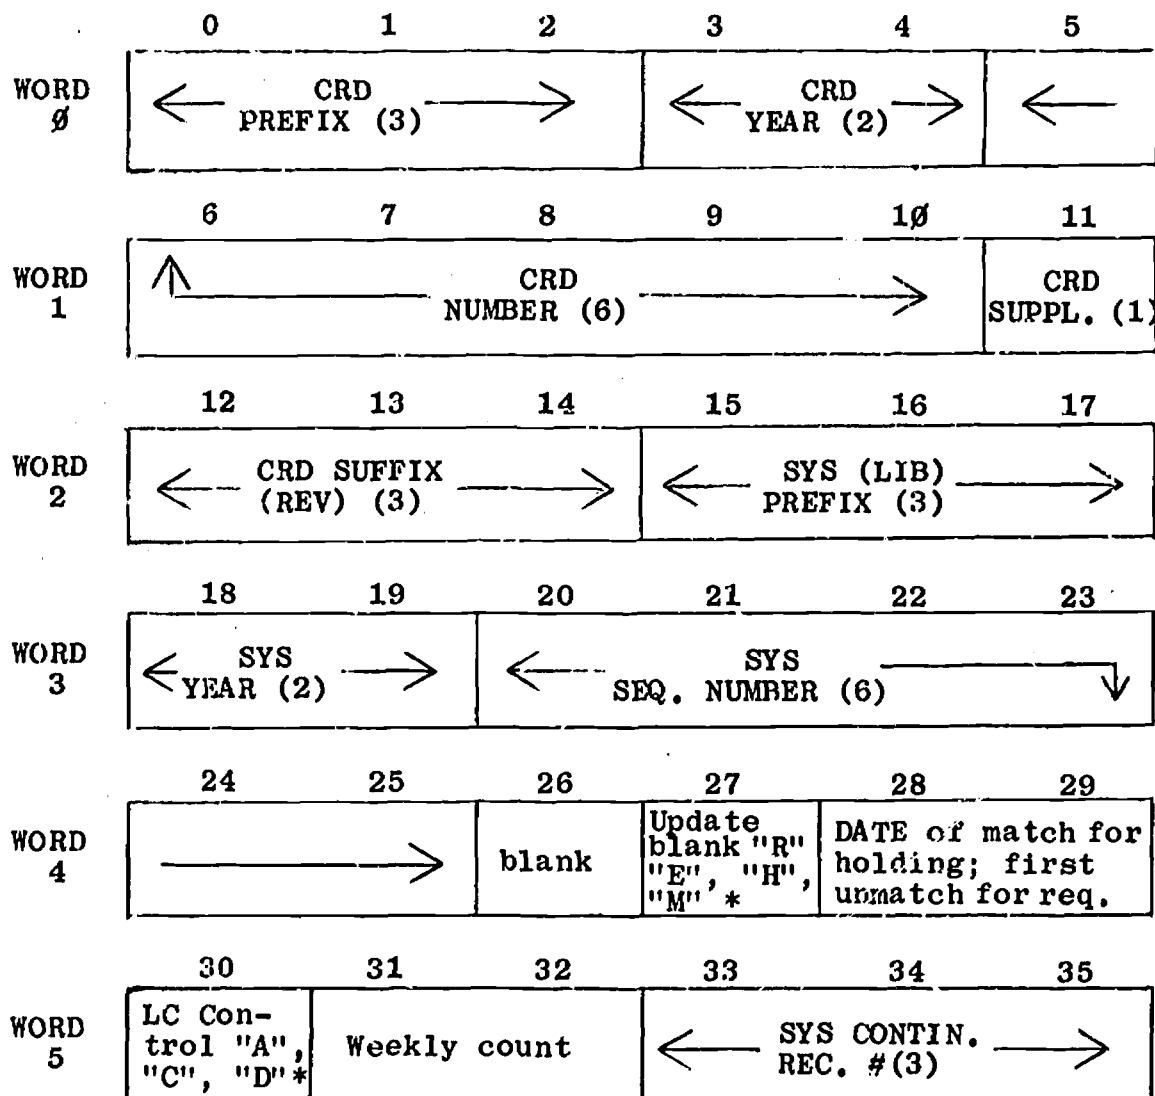 0 1 2 3 4 5
WORD
Ø
CRD
PREFIX (3)
CRD
YEAR (2)
6 7 8 9 1Ø 11
WORD
1
CRD
NUMBER (6)
CRD
SUPPL. (1)
12 13 14 15 16 17
WORD
2
CRD SUFFIX
(REV) (3)
SYS (LIB)
PREFIX (3)
18 19 20 21 22 23
WORD
3
SYS
YEAR (2)
SYS
SEQ. NUMBER (6)
24 25 26 27 28 29
WORD
4
blank
Update
blank "R"
"E", "H",
"M" *
DATE of match for
holding; first
unmatch for req.
30 31 32 33 34 35
WORD
5
LC Con-
trol "A",
"C", "D"*
Weekly count
SYS CONTIN.
REC. #(3)